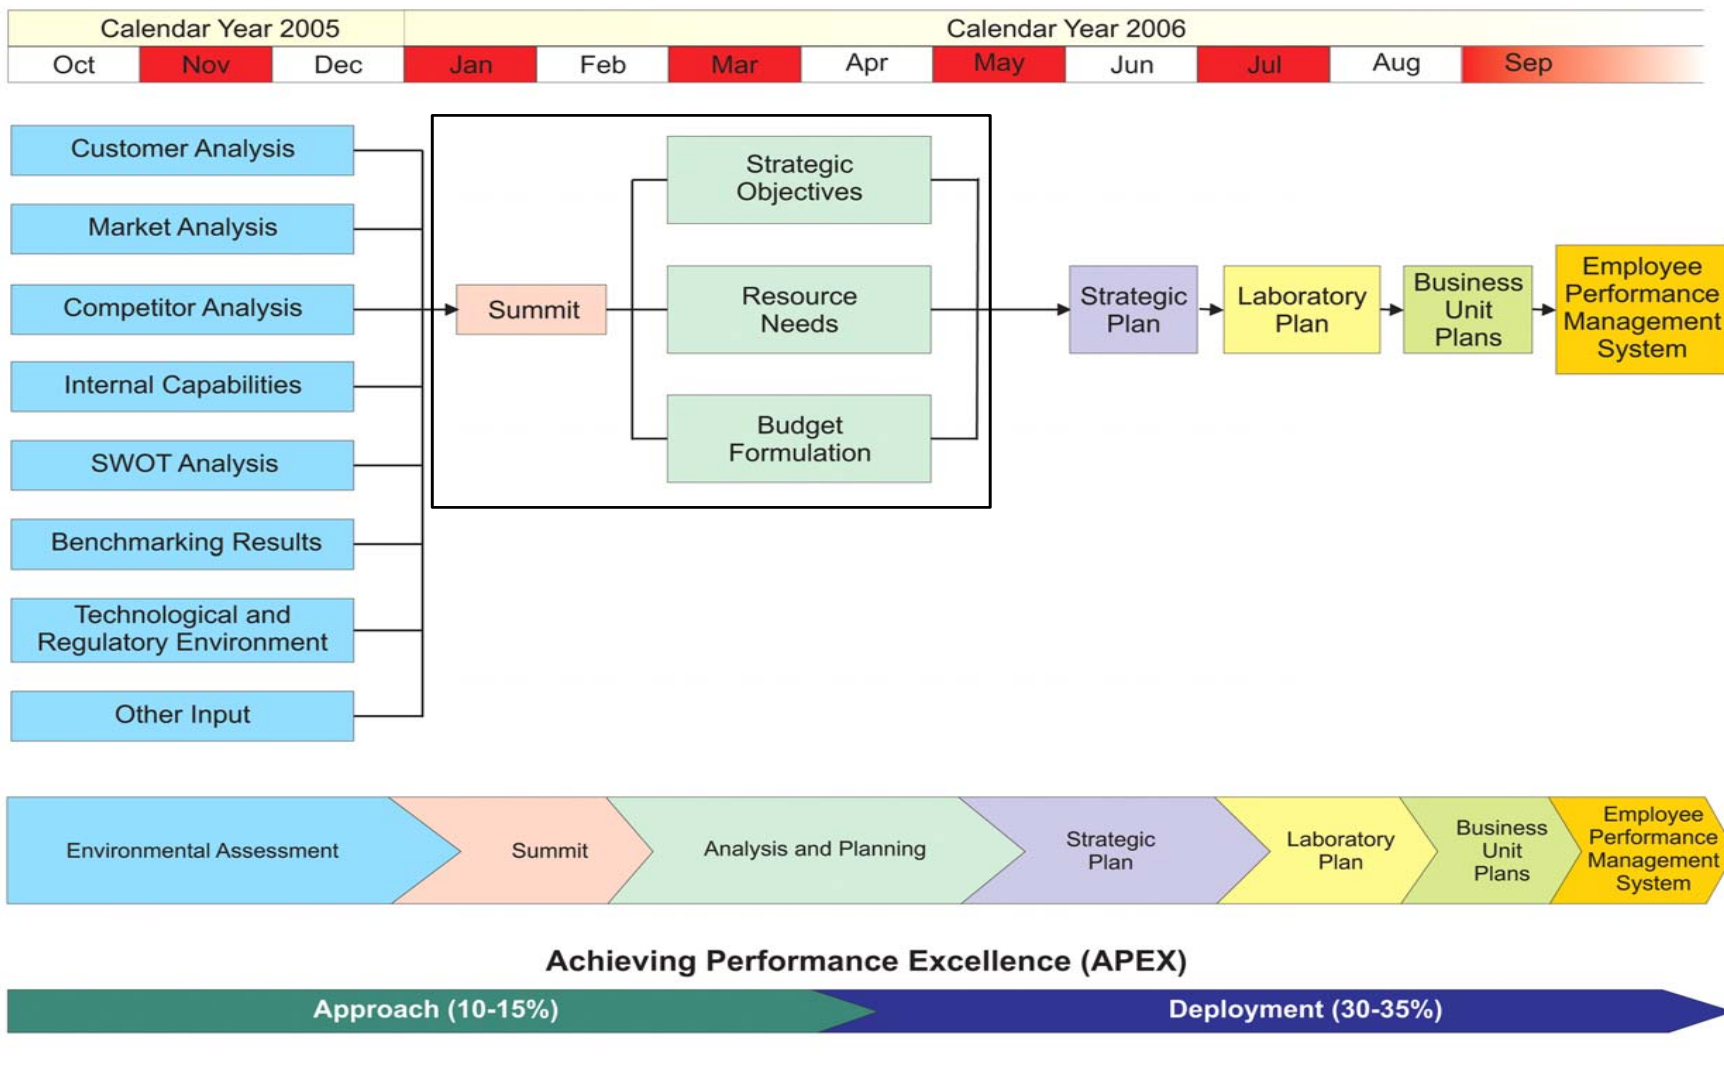 Calendar Year 2005
Calendar Year 2006
Oct
Nov
Dec
Jan
Feb
Mar
Apr
May
Jun
Jul
Aug
Sep
Customer Analysis
Market Analysis
Competitor Analysis
Internal Capabilities
SWOT Analysis
Benchmarking Results
Technological and
Regulatory Environment
Other Input
Summit
Strategic
Objectives
Resource
Needs
Budget
Formulation
Strategic
Plan
Laboratory
Plan
Business
Unit
Plans
Employee
Performance
Management
System
Environmental Assessment
Summit
Analysis and Planning
Strategic
Plan
Laboratory
Plan
Business
Unit
Plans
Employee
Performance
Management
System
Achieving Performance Excellence (APEX)
Approach (10-15%)
Deployment (30-35%)